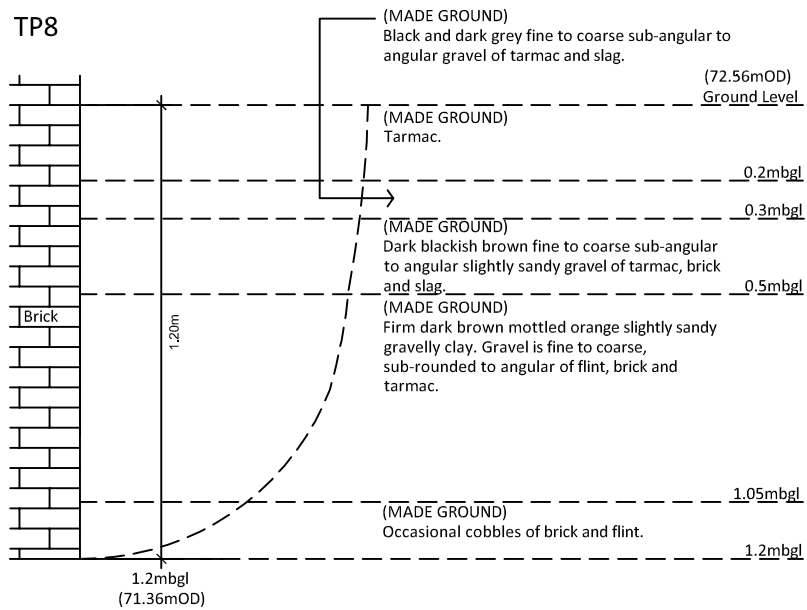 TP8
(MADE GROUND)
Black and dark grey fine to coarse sub-angular to
angular gravel of tarmac and slag.
(72.56mOD)
Ground Level
(MADE GROUND)
Tarmac.
0.2mbgl
0.3mbgl
(MADE GROUND)
Dark blackish brown fine to coarse sub-angular
to angular slightly sandy gravel of tarmac, brick
and slag.
0.5mbgl
(MADE GROUND)
Firm dark brown mottled orange slightly sandy
gravelly clay. Gravel is fine to coarse,
sub-rounded to angular of flint, brick and
tarmac.
Brick
1.20m
1.05mbgl
(MADE GROUND)
Occasional cobbles of brick and flint.
1.2mbgl
1.2mbgl
(71.36mOD)